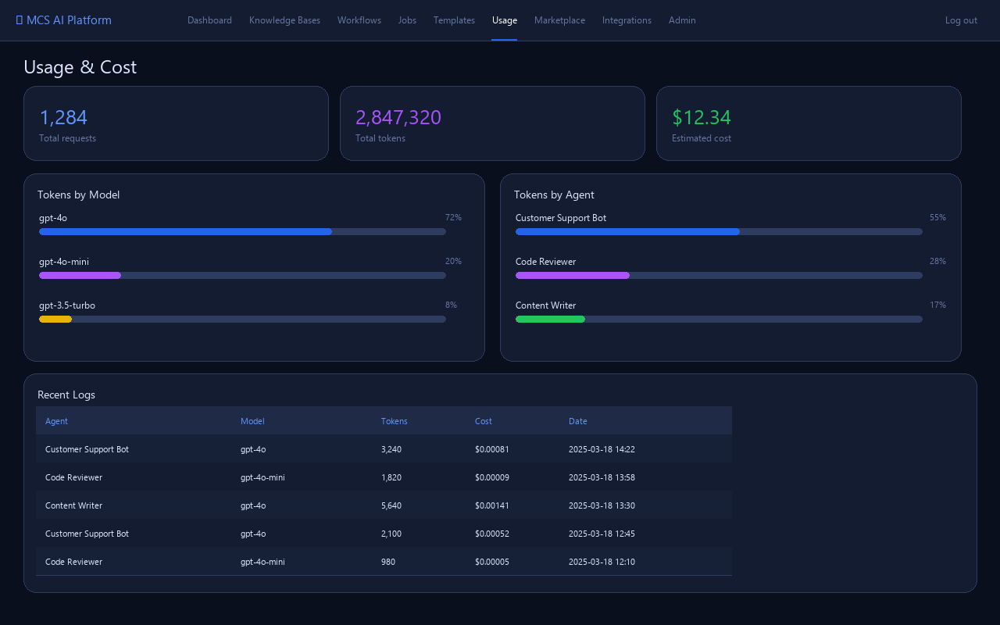 MCS AI Platform Dashboard Knowledge Bases Workflows Jobs Templates Usage Marketplace Integrations Admin Log out
Usage & Cost
1,284 2,847,320 $12.34
Total requests Total tokens Estimated cost
Tokens by Model
gpt-4o 72%
gpt-4o-mini 20%
gpt-3.5-turbo 8%
Tokens by Agent
Customer Support Bot 55%
Code Reviewer 28%
Content Writer 17%
Recent Logs
Agent Model Tokens Cost Date
Customer Support Bot gpt-4o 3,240 $0.00081 2025-03-18 14:22
Code Reviewer gpt-4o-mini 1,820 $0.00009 2025-03-18 13:58
Content Writer gpt-4o 5,640 $0.00141 2025-03-18 13:30
Customer Support Bot gpt-4o 2,100 $0.00052 2025-03-18 12:45
Code Reviewer gpt-4o-mini 980 $0.00005 2025-03-18 12:10